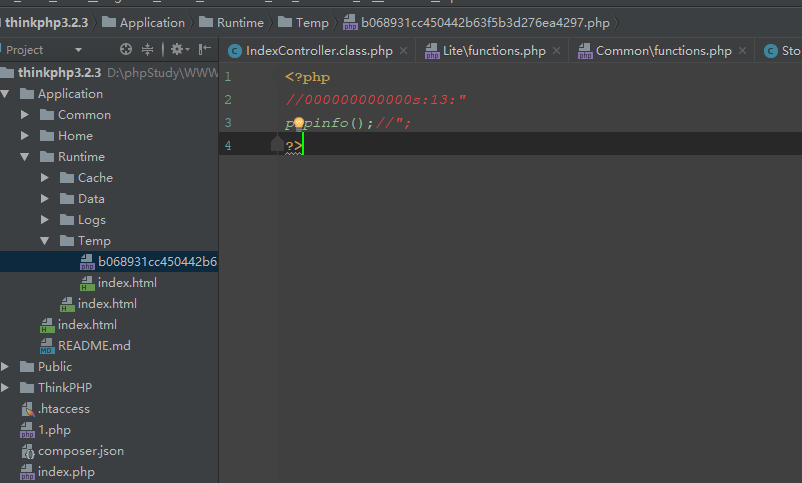 thinkphp3.2.3 Application Runtime Temp b068931cc450442b63f5b3d276ea4297.php
Project IndexController.class.php Lite\functions.php Common\functions.php Sto
thinkphp3.2.3 D:\phpStudy\WWW
Application
Common
Home
Runtime
Cache
Data
Logs
Temp
b068931cc450442b6
index.html
index.html
index.html
README.md
Public
ThinkPHP
.htaccess
1.php
composer.json
index.php
1 <?php
2 //000000000000s:13:"
3 p pinfo();//";
4 ?>